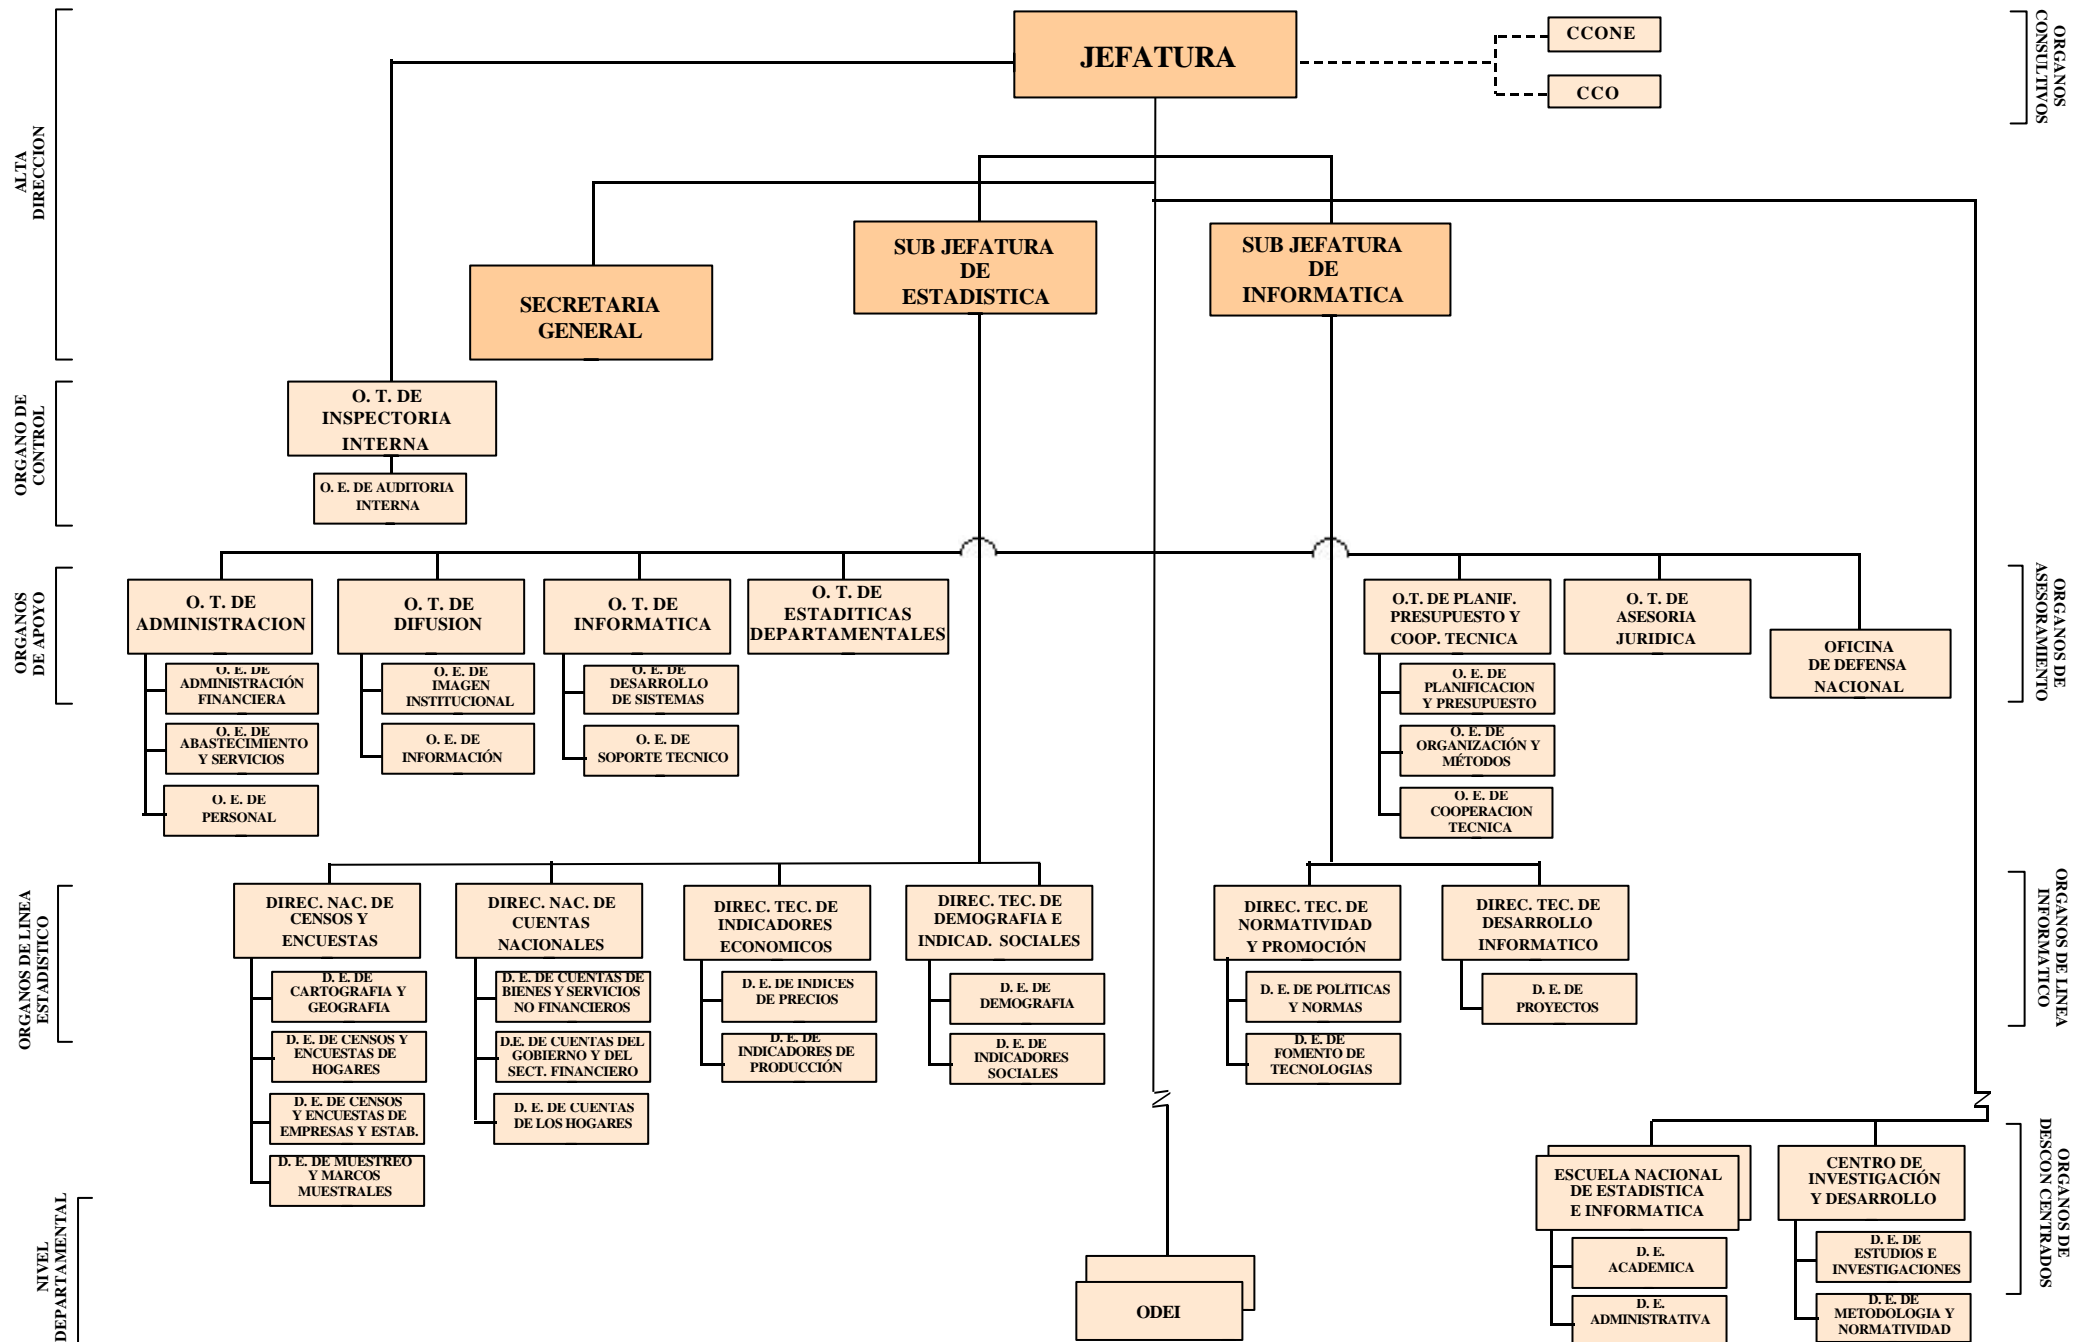 JEFATURA
CCONE
CCO
ORGANOS
CONSULTIVOS
ALTA
DIRECCION
SUB JEFATURA
DE
ESTADISTICA
SUB JEFATURA
DE
INFORMATICA
SECRETARIA
GENERAL
ORGANO DE
CONTROL
O. T. DE
INSPECTORIA
INTERNA
O. E. DE AUDITORIA
INTERNA
ORGANOS
DE APOYO
O. T. DE
ADMINISTRACION
O. E. DE
ADMINISTRACIÓN
FINANCIERA
O. E. DE
ABASTECIMIENTO
Y SERVICIOS
O. E. DE
PERSONAL
O. T. DE
DIFUSION
O. E. DE
IMAGEN
INSTITUCIONAL
O. E. DE
INFORMACIÓN
O. T. DE
INFORMATICA
O. E. DE
DESARROLLO
DE SISTEMAS
O. E. DE
SOPORTE TECNICO
O. T. DE
ESTADITICAS
DEPARTAMENTALES
O.T. DE PLANIF.
PRESUPUESTO Y
COOP. TECNICA
O. E. DE
PLANIFICACION
Y PRESUPUESTO
O. E. DE
ORGANIZACIÓN Y
MÉTODOS
O. E. DE
COOPERACION
TECNICA
O. T. DE
ASESORIA
JURIDICA
OFICINA
DE DEFENSA
NACIONAL
ORGANOS DE
ASESORAMIENTO
ORGANOS DE LINEA
ESTADISTICO
DIREC. NAC. DE
CENSOS Y
ENCUESTAS
D. E. DE
CARTOGRAFIA Y
GEOGRAFIA
D. E. DE CENSOS Y
ENCUESTAS DE
HOGARES
D. E. DE CENSOS
Y ENCUESTAS DE
EMPRESAS Y ESTAB.
D. E. DE MUESTREO
Y MARCOS
MUESTRALES
DIREC. NAC. DE
CUENTAS
NACIONALES
D. E. DE CUENTAS DE
BIENES Y SERVICIOS
NO FINANCIEROS
D.E. DE CUENTAS DEL
GOBIERNO Y DEL
SECT. FINANCIERO
D. E. DE CUENTAS
DE LOS HOGARES
DIREC. TEC. DE
INDICADORES
ECONOMICOS
D. E. DE INDICES
DE PRECIOS
D.E. DE
INDICADORES DE
PRODUCCIÓN
DIREC. TEC. DE
DEMOGRAFIA E
INDICAD. SOCIALES
D. E. DE
DEMOGRAFIA
D. E. DE
INDICADORES
SOCIALES
DIREC. TEC. DE
NORMATIVIDAD
Y PROMOCIÓN
D. E. DE POLÍTICAS
Y NORMAS
D. E. DE
FOMENTO DE
TECNOLOGIAS
DIREC. TEC. DE
DESARROLLO
INFORMATICO
D. E. DE
PROYECTOS
ORGANOS DE LINEA
INFORMATICO
NIVEL
DEPARTAMENTAL
ODEI
ESCUELA NACIONAL
DE ESTADISTICA
E INFORMATICA
D. E.
ACADEMICA
D. E.
ADMINISTRATIVA
CENTRO DE
INVESTIGACIÓN
Y DESARROLLO
D. E. DE
ESTUDIOS E
INVESTIGACIONES
D. E. DE
METODOLOGIA Y
NORMATIVIDAD
ORGANOS DE
DESCON CENTRADOS